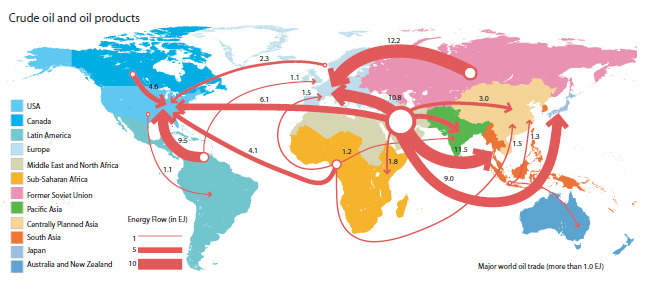 Crude oil and oil products
12.2
2.3
1.1
4.6
1.5
10.8
3.0
6.1
USA
Canada
Latin America
Europe
Middle East and North Africa
Sub-Saharan Africa
Former Soviet Union
Pacific Asia
Centrally Planned Asia
South Asia
Japan
Australia and New Zealand
9.5
4.1
1.2
1.3
1.5
11.5
1.8
9.0
1.1
Energy Flow (in EJ)
1
5
10
Major world oil trade (more than 1.0 EJ)